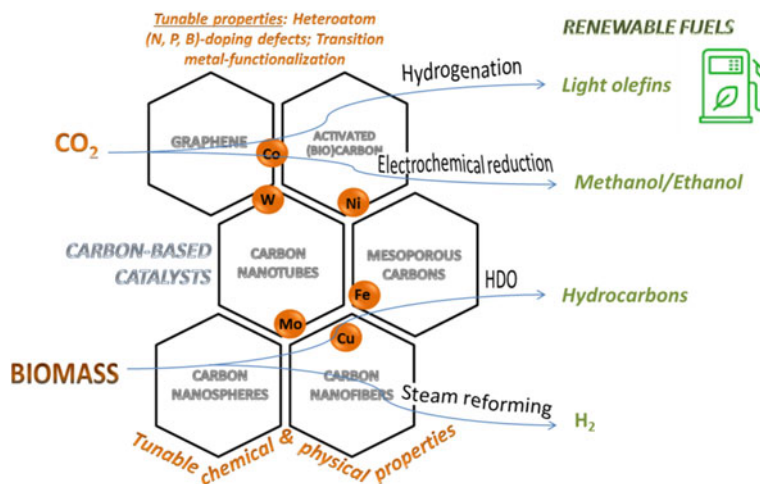 Tunable properties: Heteroatom
(N, P, B)-doping defects; Transition
metal-functionalization
RENEWABLE FUELS
Hydrogenation
Light olefins
CO₂
GRAPHENE
ACTIVATED
(BIO)CARBON
Co
Electrochemical reduction
Methanol/Ethanol
W
Ni
CARBON-BASED
CATALYSTS
CARBON
NANOTUBES
MESOPOROUS
CARBONS
HDO
Fe
Hydrocarbons
Mo
Cu
BIOMASS
CARBON
NANOSPHERES
CARBON
NANOFIBERS
Steam reforming
H₂
Tunable chemical & physical properties